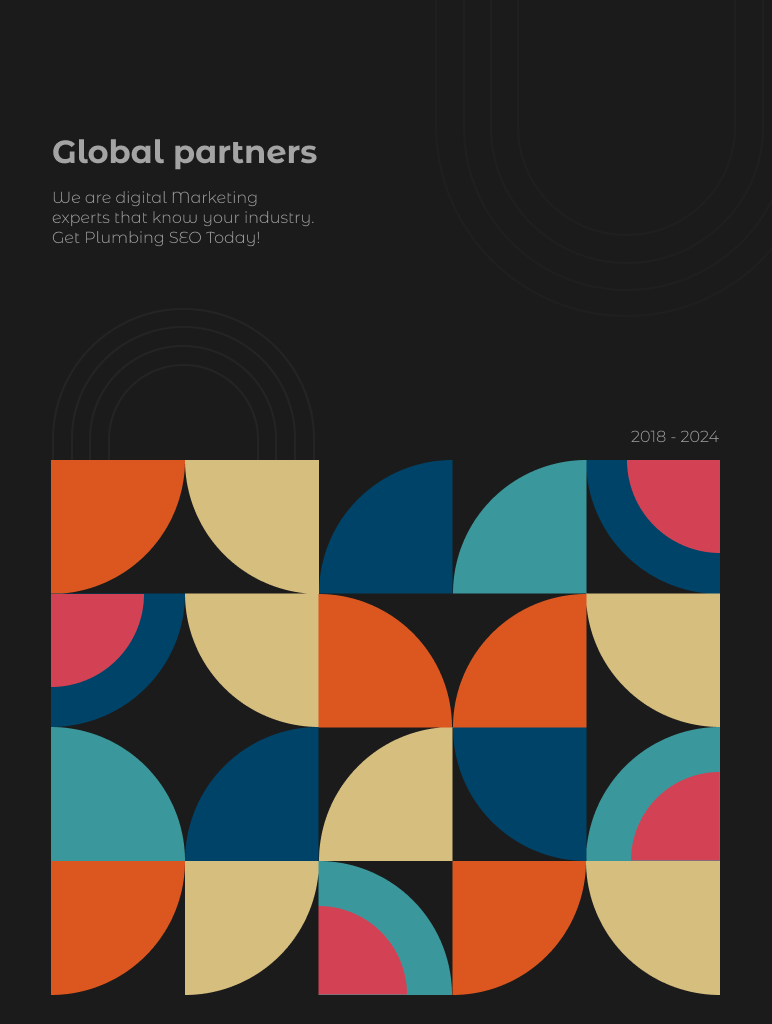 Global partners
We are digital Marketing
experts that know your industry.
Get Plumbing SEO Today!
2018 - 2024